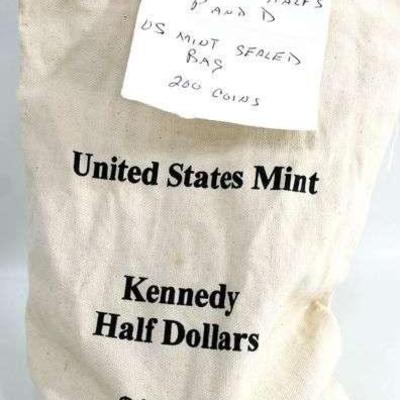 P AND D
US MINT SEALED
BAG
200 COINS
United States Mint
Kennedy
Half Dollars